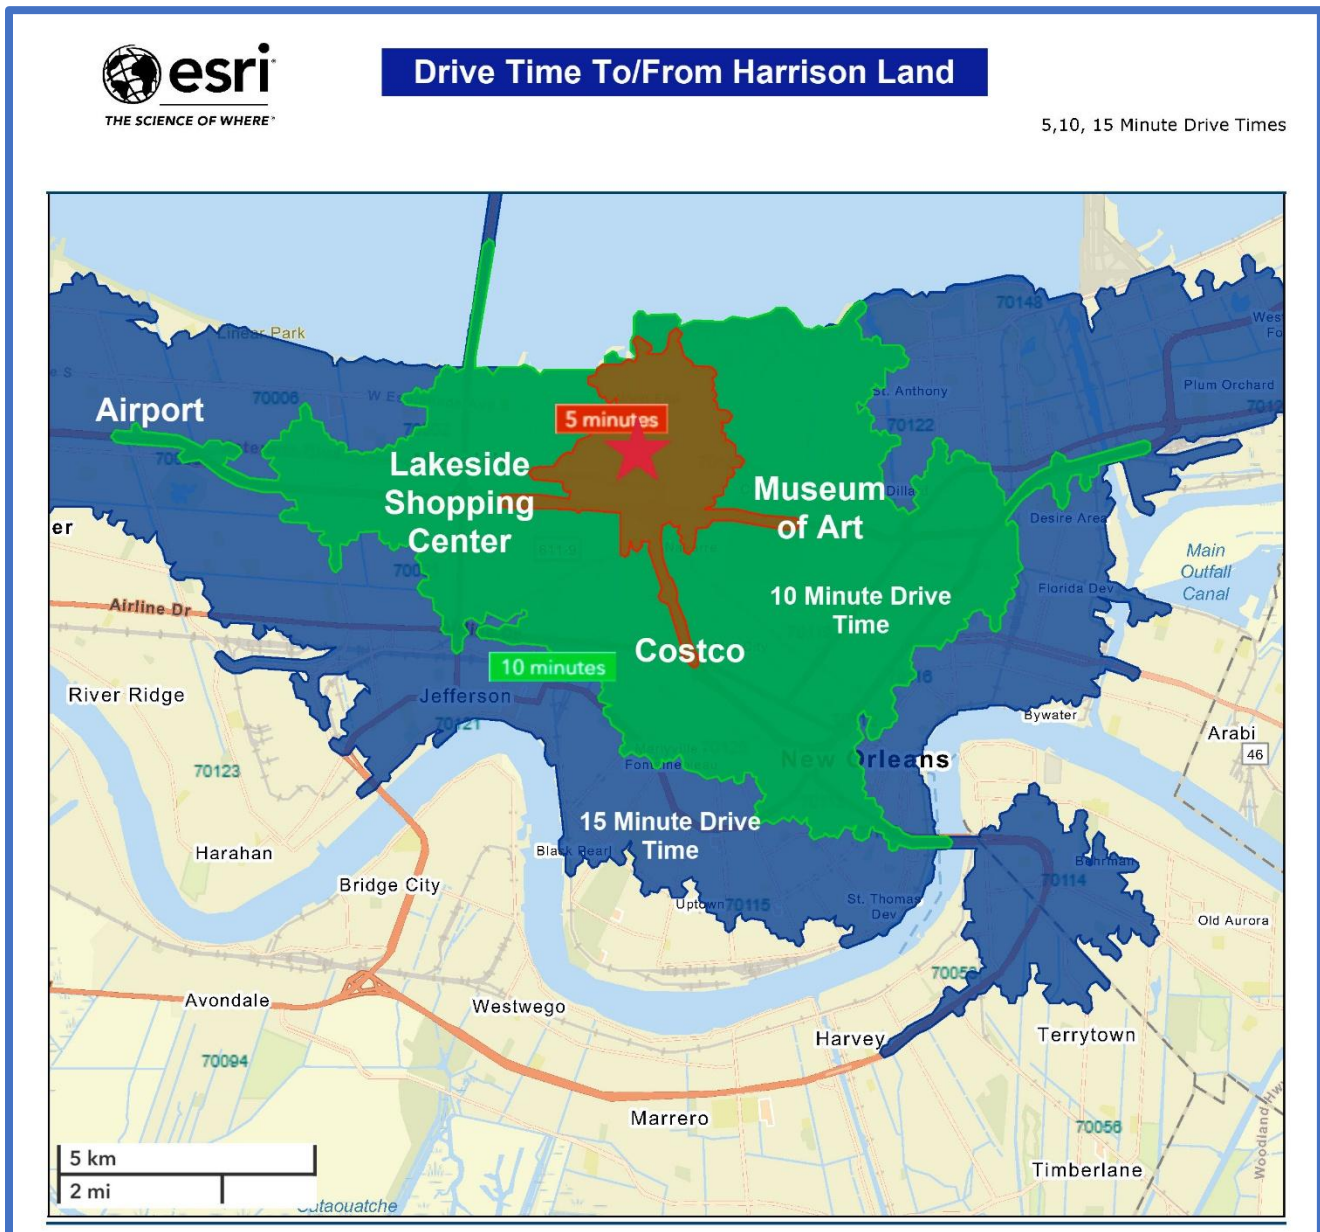 esri
THE SCIENCE OF WHERE
Drive Time To/From Harrison Land
5,10, 15 Minute Drive Times
70148
Linear Park
Plum Orchard
St. Anthony
70006
Airport
5 minutes
70122
Lakeside
Shopping
Center
Museum
of Art
Desire Area
er
Main
Outfall
Canal
Florida Dev
10 Minute Drive
Time
Airline Dr
Costco
10 minutes
River Ridge
Jefferson
70121
Bywater
Arabi
46
New Orleans
70123
15 Minute Drive
Time
Harahan
Black Pearl
Behrman
70114
Bridge City
Uptown
70115
St. Thomas
Dev
Old Aurora
Avondale
Westwego
Harvey
Terrytown
70094
Marrero
70056
Timberlane
Woodland Hwy
5 km
2 mi